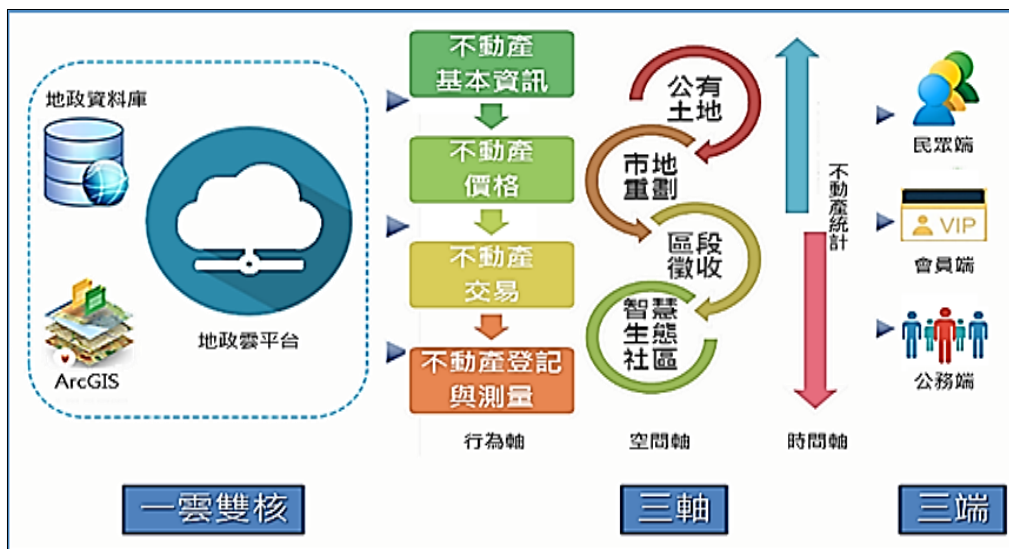 地政資料庫
地政雲平台
ArcGIS
不動產
基本資訊
不動產
價格
不動產
交易
不動產登記
與測量
行為軸
公有
土地
市地
重劃
區段
徵收
智慧
生態
社區
空間軸
不動產統計
時間軸
民眾端
VIP
會員端
公務端
一雲雙核
三軸
三端